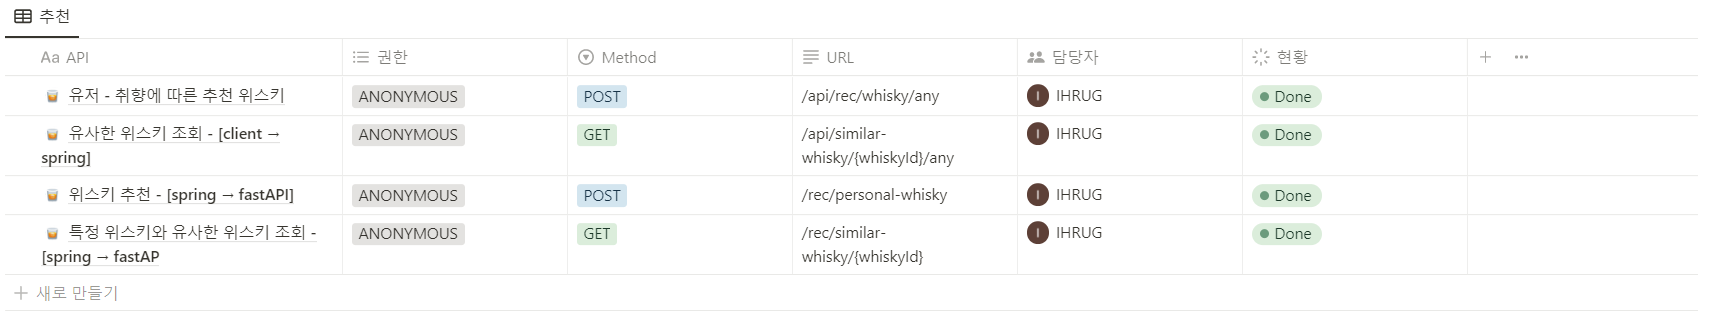 추천
Aa API 권한 Method URL 담당자 현황
유저 - 취향에 따른 추천 위스키 ANONYMOUS POST /api/rec/whisky/any I IHRUG Done
유사한 위스키 조회 - [client → ANONYMOUS GET /api/similar- I IHRUG Done
spring] whisky/{whiskyId}/any
위스키 추천 - [spring → fastAPI] ANONYMOUS POST /rec/personal-whisky I IHRUG Done
특정 위스키와 유사한 위스키 조회 - ANONYMOUS GET /rec/similar- I IHRUG Done
[spring → fastAP whisky/{whiskyId}
+ 새로 만들기